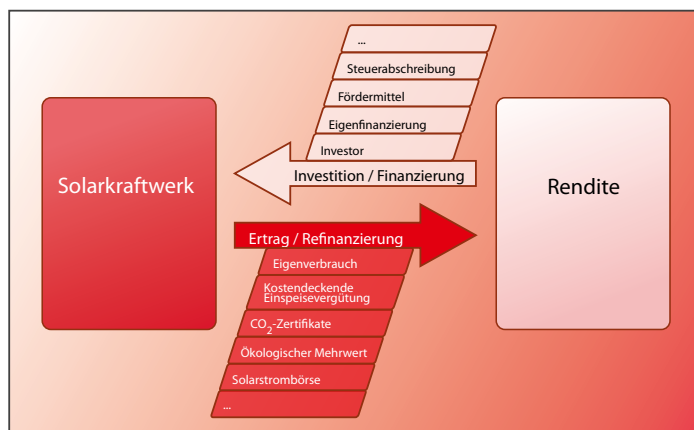 ...
Steuerabschreibung
Fördermittel
Eigenfinanzierung
Investor
Investition / Finanzierung
Solarkraftwerk
Rendite
Ertrag / Refinanzierung
Eigenverbrauch
Kostendeckende
Einspeisevergütung
CO2-Zertifikate
Ökologischer Mehrwert
Solarstrombörse
...